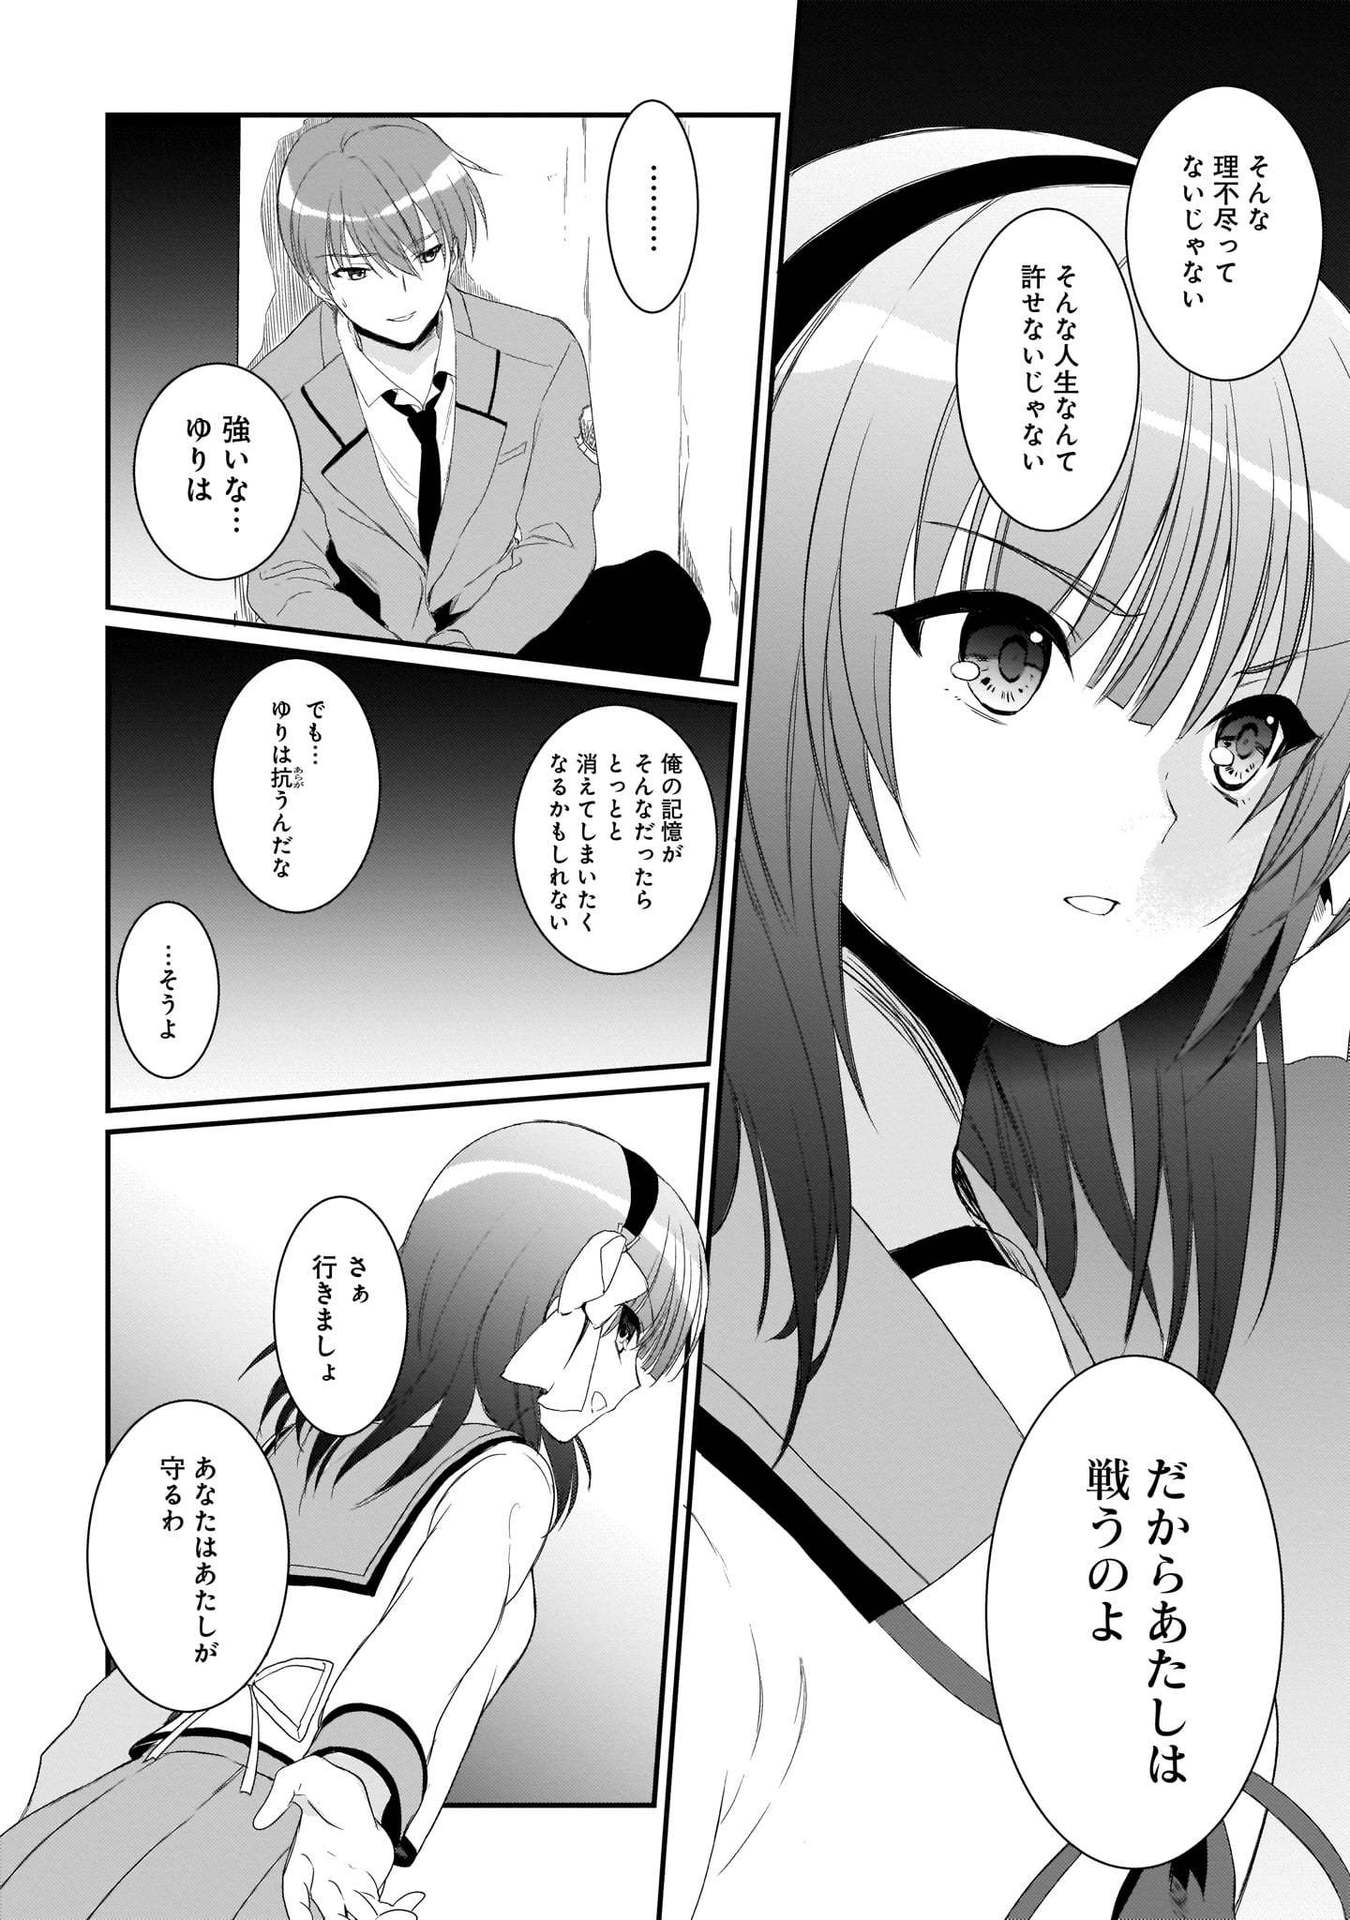 そんな
理不尽って
ないじゃない
そんな人生なんて
許せないじゃない
だからあたしは
戦うのよ
………
強いな…
ゆりは
俺の記憶が
そんなだったら
とっとと
消えてしまいたく
なるかもしれない
でも…
ゆりは抗うんだな
あらが
…そうよ
さぁ
行きましょ
あなたはあたしが
守るわ